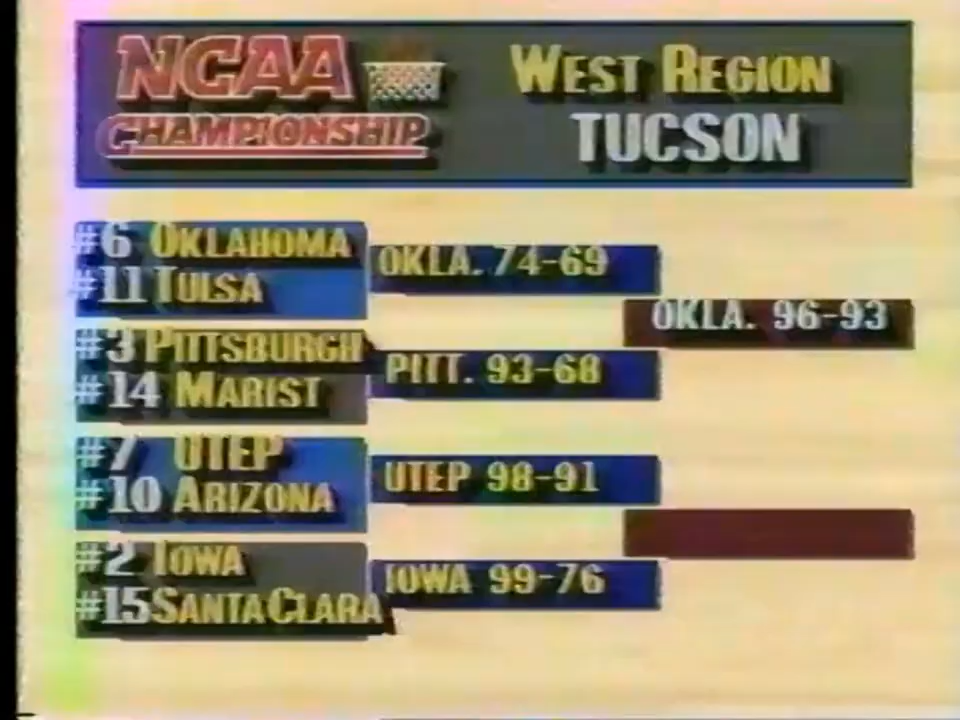 NCAA
CHAMPIONSHIP
WEST REGION
TUCSON
#6 OKLAHOMA
#11 TULSA
OKLA. 74-69
OKLA. 96-93
#3 PITTSBURGH
#14 MARIST
PITT. 93-68
#7 UTEP
#10 ARIZONA
UTEP 98-91
#2 IOWA
#15 SANTA CLARA
IOWA 99-76